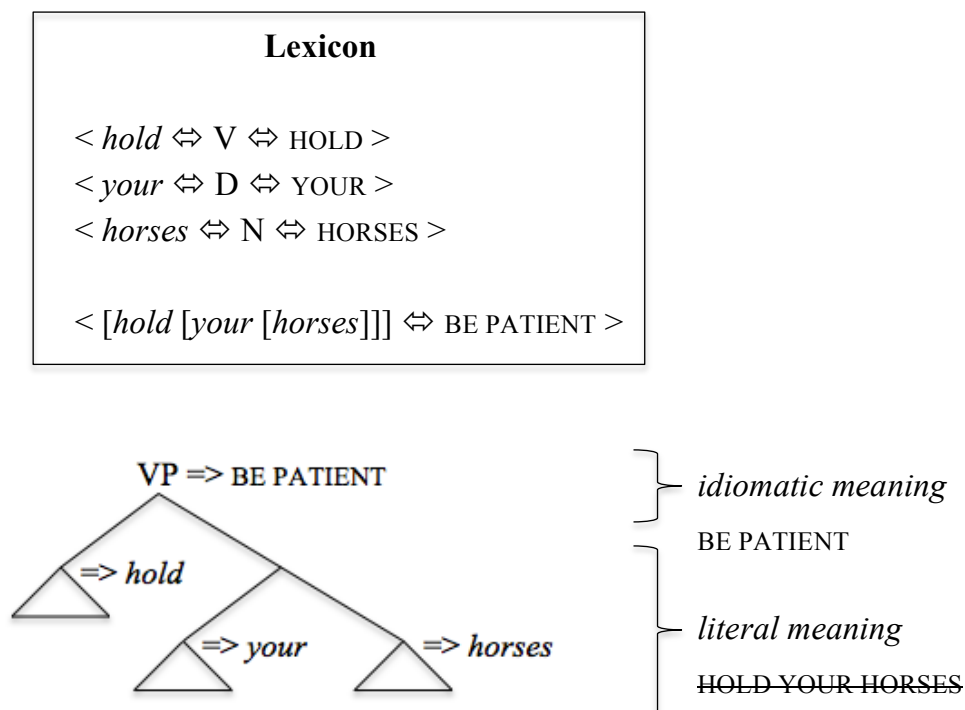 Lexicon
< hold ⇔ V ⇔ HOLD >
< your ⇔ D ⇔ YOUR >
< horses ⇔ N ⇔ HORSES >
< [hold [your [horses]]] ⇔ BE PATIENT >
VP => BE PATIENT
idiomatic meaning
BE PATIENT
=> hold
=> your
=> horses
literal meaning
HOLD YOUR HORSES